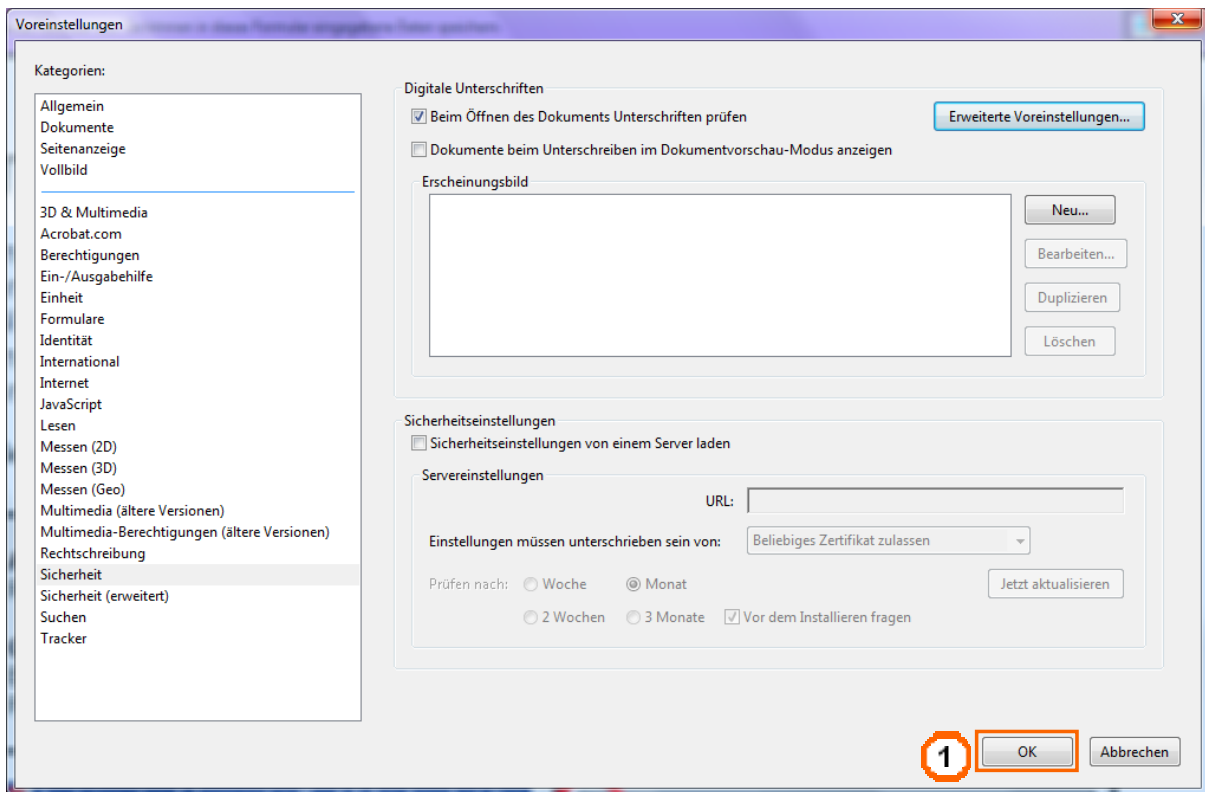 Voreinstellungen
Kategorien:
Allgemein
Dokumente
Seitenanzeige
Vollbild
3D & Multimedia
Acrobat.com
Berechtigungen
Ein-/Ausgabehilfe
Einheit
Formulare
Identität
International
Internet
JavaScript
Lesen
Messen (2D)
Messen (3D)
Messen (Geo)
Multimedia (ältere Versionen)
Multimedia-Berechtigungen (ältere Versionen)
Rechtschreibung
Sicherheit
Sicherheit (erweitert)
Suchen
Tracker
Digitale Unterschriften
Beim Öffnen des Dokuments Unterschriften prüfen
Erweiterte Voreinstellungen...
Dokumente beim Unterschreiben im Dokumentvorschau-Modus anzeigen
Erscheinungsbild
Neu...
Bearbeiten...
Duplizieren
Löschen
Sicherheitseinstellungen
Sicherheitseinstellungen von einem Server laden
Servereinstellungen
URL:
Einstellungen müssen unterschrieben sein von: Beliebiges Zertifikat zulassen
Prüfen nach: Woche Monat Jetzt aktualisieren
2 Wochen 3 Monate Vor dem Installieren fragen
1 OK Abbrechen